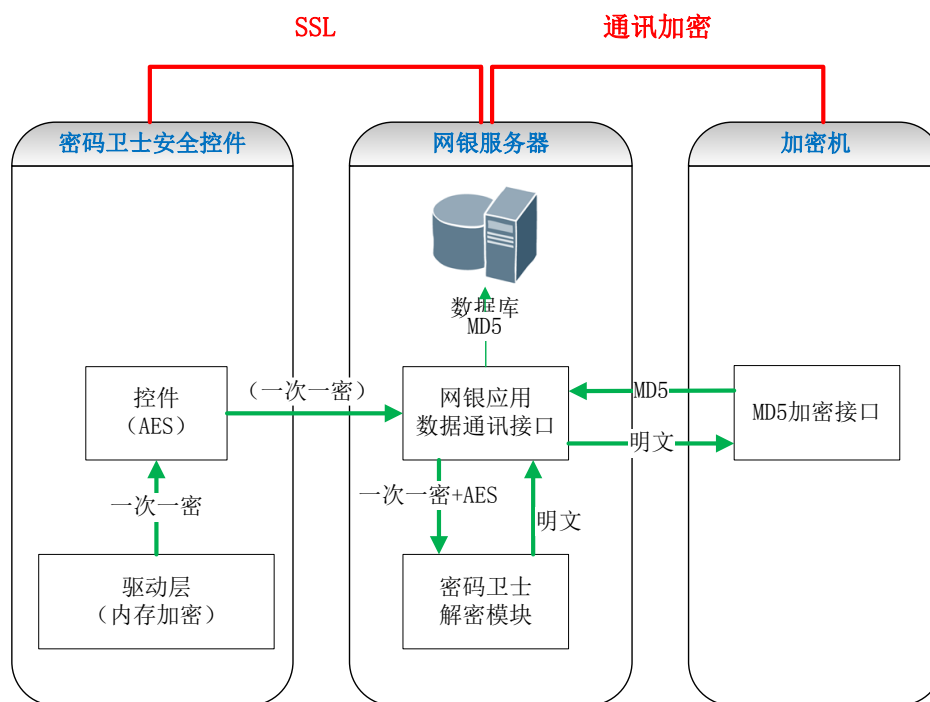 SSL
通讯加密
密码卫士安全控件
网银服务器
加密机
数据库
MD5
控件
（AES）
（一次一密）
网银应用
数据通讯接口
MD5
明文
MD5加密接口
一次一密
一次一密+AES
明文
驱动层
（内存加密）
密码卫士
解密模块